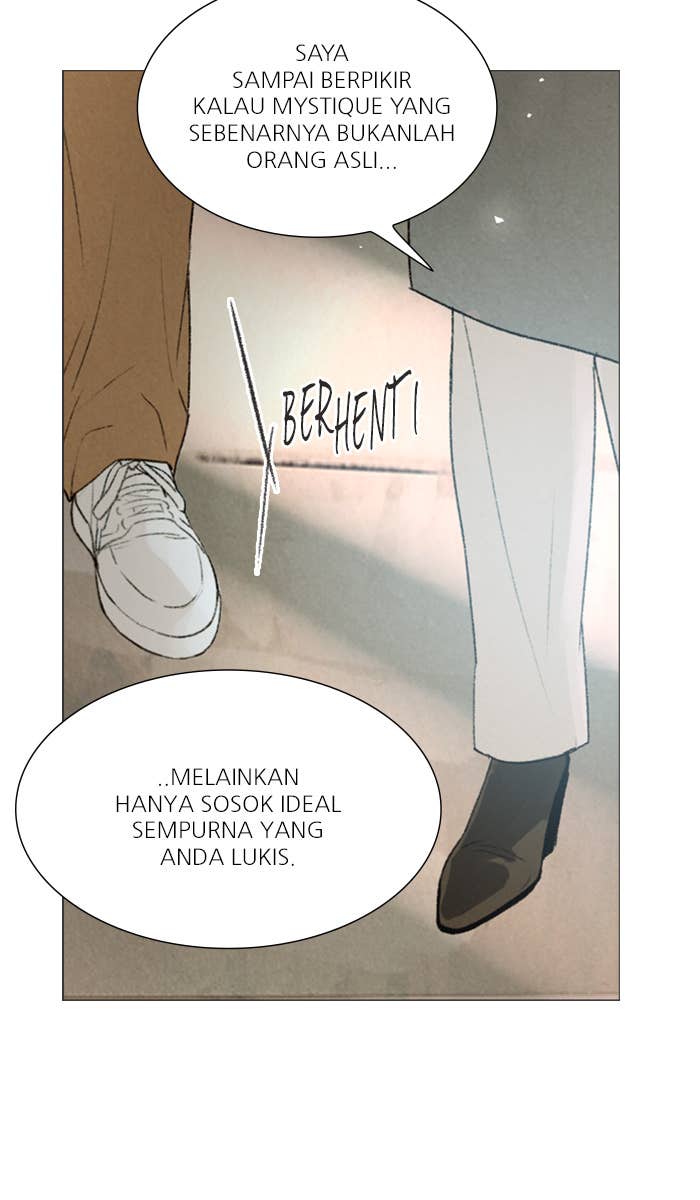 SAYA
SAMPAI BERPIKIR
KALAU MYSTIQUE YANG
SEBENARNYA BUKANLAH
ORANG ASLI...
BERHENTI
..MELAINKAN
HANYA SOSOK IDEAL
SEMPURNA YANG
ANDA LUKIS.